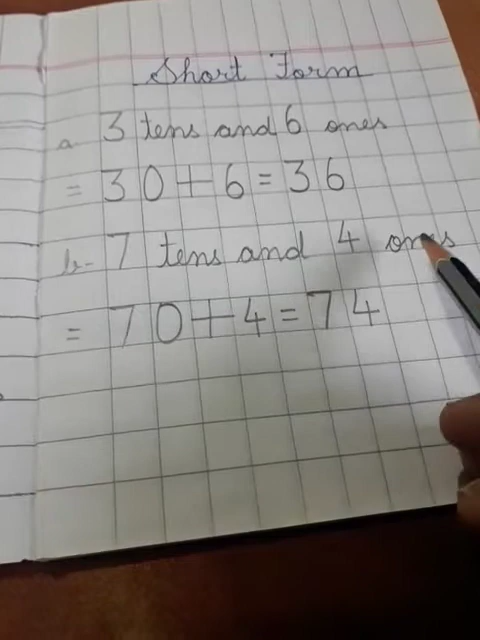 Short Form
a- 3 tens and 6 ones
= 30+6=36
b- 7 tens and 4 ones
= 70+4=74